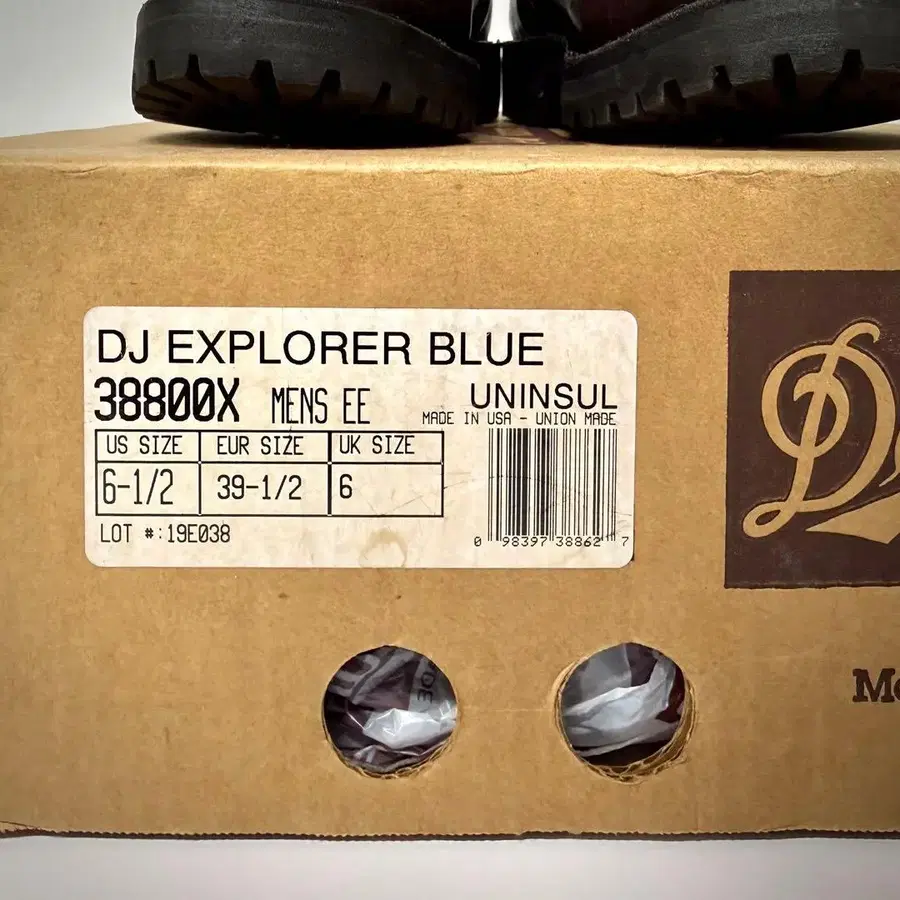 DJ EXPLORER BLUE
38800X MENS EE UNINSUL
MADE IN USA - UNION MADE
US SIZE EUR SIZE UK SIZE
6-1/2 39-1/2 6
LOT #:19E038
0 98397 38862 7